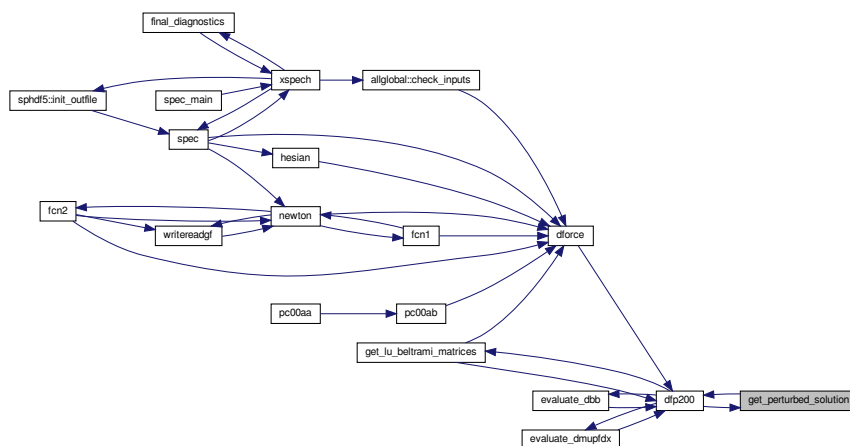 final_diagnostics
xspech
allglobal::check_inputs
sphdf5::init_outfile
spec_main
spec
hesian
fcn2
newton
writereadgf
fcn1
dforce
pc00aa
pc00ab
get_lu_beltrami_matrices
evaluate_dbb
dfp200
get_perturbed_solution
evaluate_dmupfdx